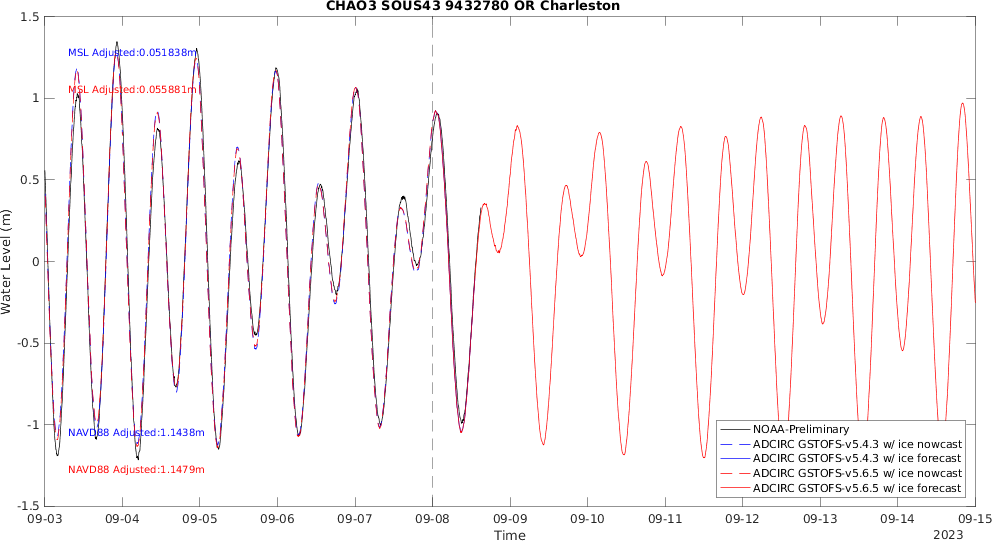 CHAO3 SOUS43 9432780 OR Charleston
1.5
1
0.5
0
-0.5
-1
-1.5
Water Level (m)
MSL Adjusted:0.051838m
MSL Adjusted:0.055881m
NAVD88 Adjusted:1.1438m
NAVD88 Adjusted:1.1479m
NOAA-Preliminary
ADCIRC GSTOFS-v5.4.3 w/ ice nowcast
ADCIRC GSTOFS-v5.4.3 w/ ice forecast
ADCIRC GSTOFS-v5.6.5 w/ ice nowcast
ADCIRC GSTOFS-v5.6.5 w/ ice forecast
09-03 09-04 09-05 09-06 09-07 09-08 09-09 09-10 09-11 09-12 09-13 09-14 09-15
Time
2023